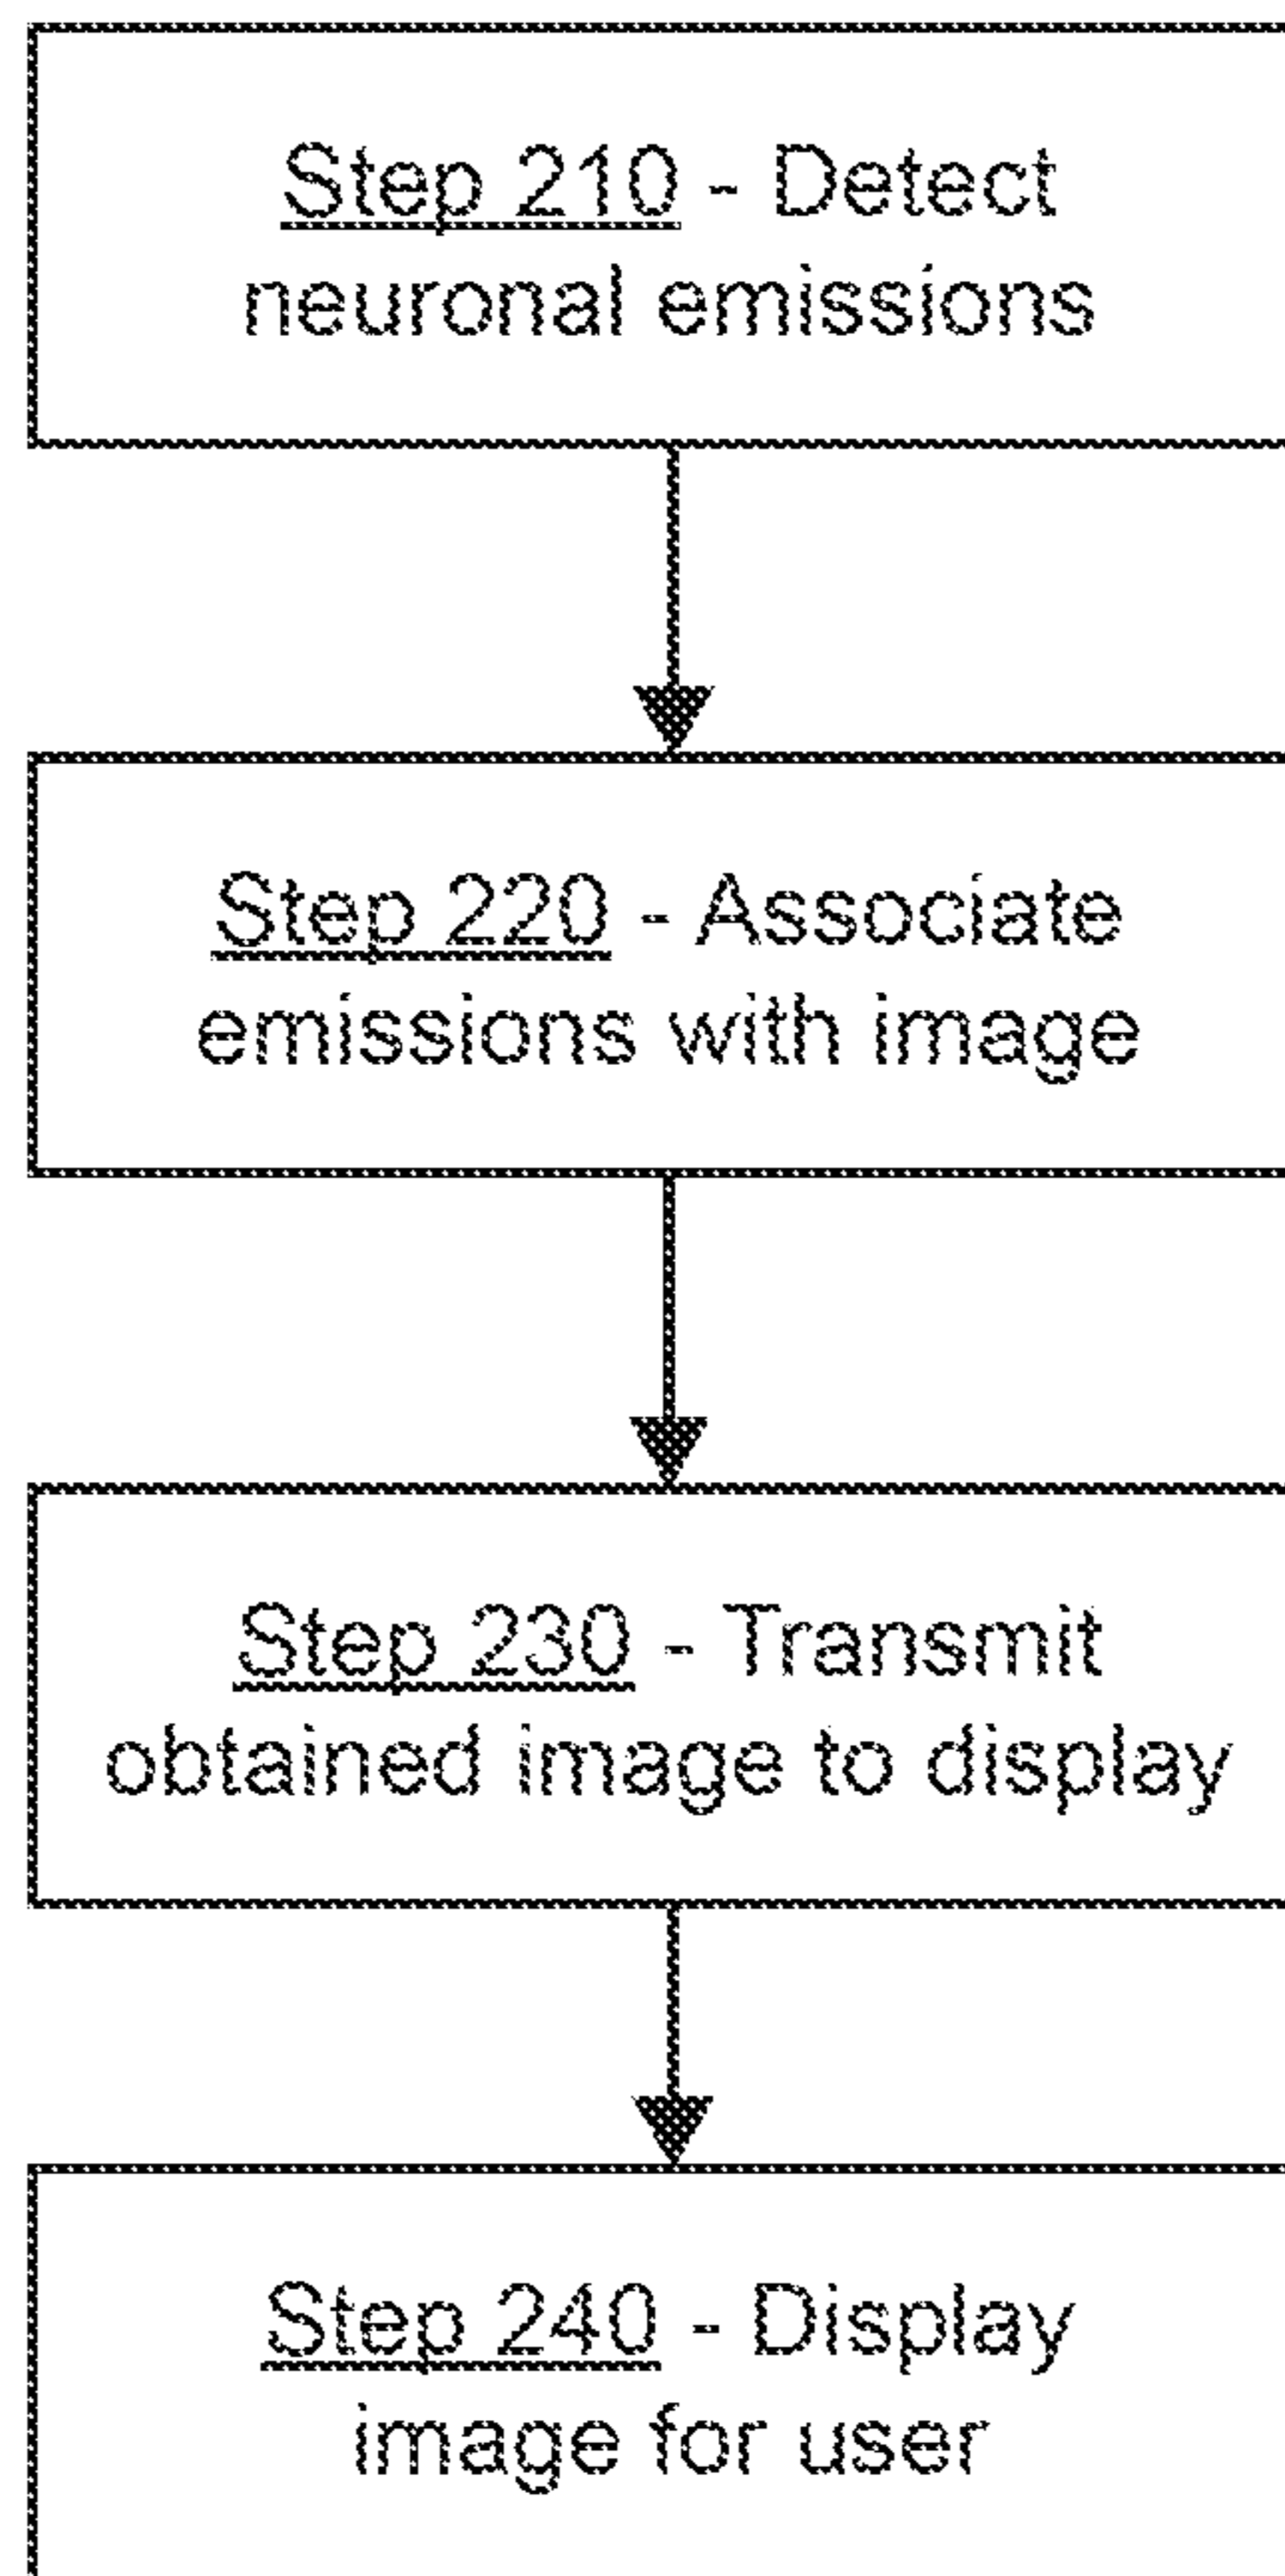 Step 210 - Detect
neuronal emissions
Step 220 - Associate
emissions with image
Step 230 - Transmit
obtained image to display
Step 240 - Display
image for user